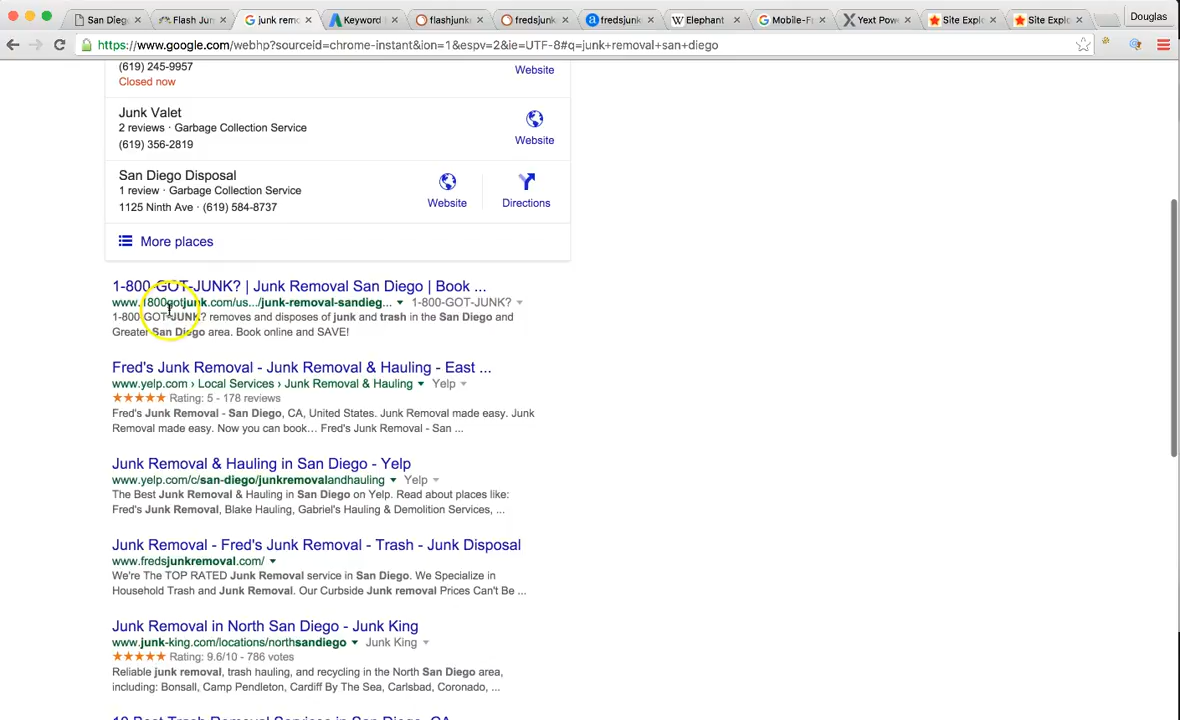 San Dieg
Flash Jun
junk rem
Keyword
flashjunk
fredsjunk
fredsjunk
Elephant
Mobile-F
Yext Pow
Site Expl
Site Expl
Douglas
https://www.google.com/webhp?sourceid=chrome-instant&ion=1&espv=2&ie=UTF-8#q=junk+removal+san+diego
(619) 245-9957
Closed now
Website
Junk Valet
2 reviews · Garbage Collection Service
(619) 356-2819
Website
San Diego Disposal
1 review · Garbage Collection Service
1125 Ninth Ave · (619) 584-8737
Website
Directions
More places
1-800-GOT-JUNK? | Junk Removal San Diego | Book ...
www.1800gotjunk.com/us.../junk-removal-sandieg... 1-800-GOT-JUNK?
1-800-GOT-JUNK? removes and disposes of junk and trash in the San Diego and
Greater San Diego area. Book online and SAVE!
Fred's Junk Removal - Junk Removal & Hauling - East ...
www.yelp.com › Local Services › Junk Removal & Hauling Yelp
Rating: 5 - 178 reviews
Fred's Junk Removal - San Diego, CA, United States. Junk Removal made easy. Junk
Removal made easy. Now you can book… Fred's Junk Removal - San ...
Junk Removal & Hauling in San Diego - Yelp
www.yelp.com/c/san-diego/junkremovalandhauling Yelp
The Best Junk Removal & Hauling in San Diego on Yelp. Read about places like:
Fred's Junk Removal, Blake Hauling, Gabriel's Hauling & Demolition Services, ...
Junk Removal - Fred's Junk Removal - Trash - Junk Disposal
www.fredsjunkremoval.com/
We're The TOP RATED Junk Removal service in San Diego. We Specialize in
Household Trash and Junk Removal. Our Curbside Junk removal Prices Can't Be ...
Junk Removal in North San Diego - Junk King
www.junk-king.com/locations/northsandiego Junk King
Rating: 9.6/10 - 786 votes
Reliable junk removal, trash hauling, and recycling in the North San Diego area,
including: Bonsall, Camp Pendleton, Cardiff By The Sea, Carlsbad, Coronado, ...
10 Best Trash Removal Services in San Diego, CA